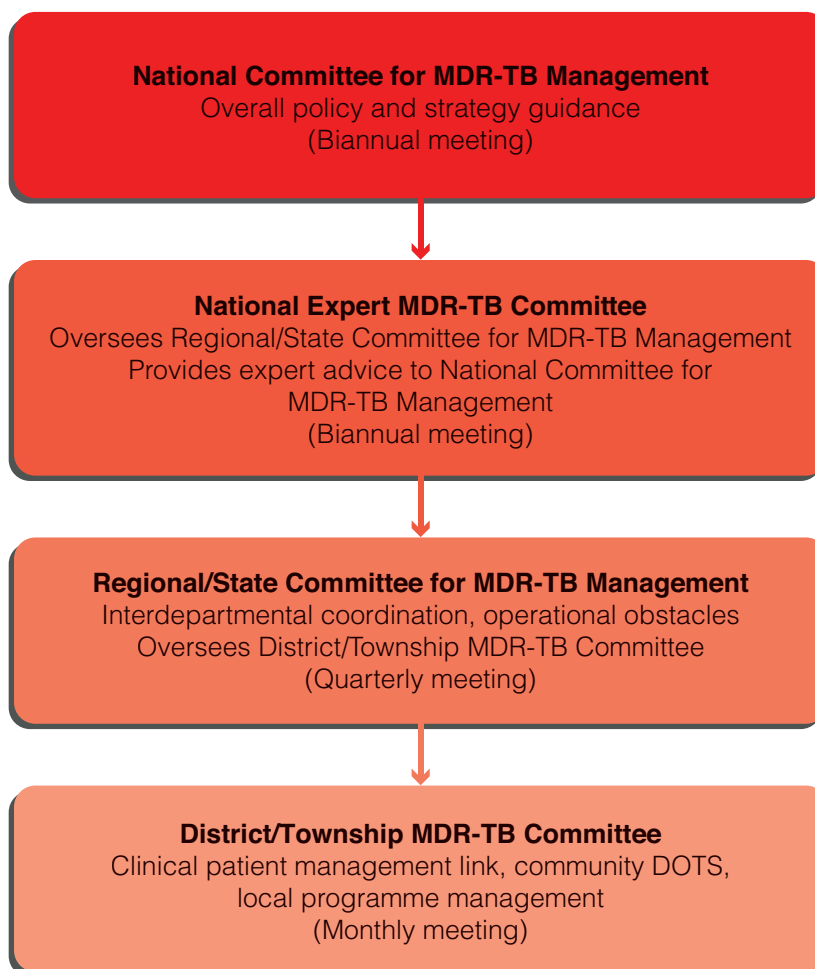 National Committee for MDR-TB Management
Overall policy and strategy guidance
(Biannual meeting)
National Expert MDR-TB Committee
Oversees Regional/State Committee for MDR-TB Management
Provides expert advice to National Committee for
MDR-TB Management
(Biannual meeting)
Regional/State Committee for MDR-TB Management
Interdepartmental coordination, operational obstacles
Oversees District/Township MDR-TB Committee
(Quarterly meeting)
District/Township MDR-TB Committee
Clinical patient management link, community DOTS,
local programme management
(Monthly meeting)